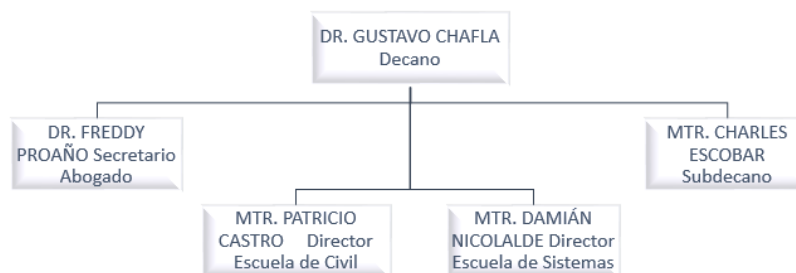 DR. GUSTAVO CHAFLA
Decano
DR. FREDDY
PROAÑO Secretario
Abogado
MTR. CHARLES
ESCOBAR
Subdecano
MTR. PATRICIO
CASTRO Director
Escuela de Civil
MTR. DAMIÁN
NICOLALDE Director
Escuela de Sistemas